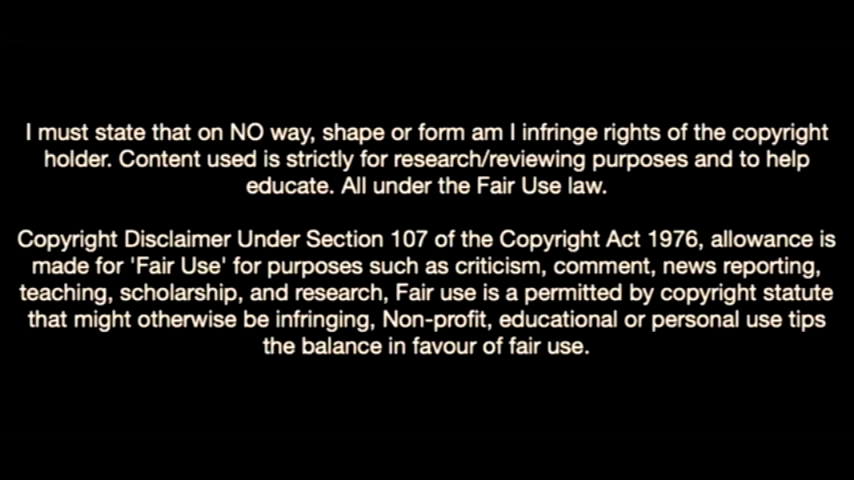 I must state that on NO way, shape or form am I infringe rights of the copyright
holder. Content used is strictly for research/reviewing purposes and to help
educate. All under the Fair Use law.
Copyright Disclaimer Under Section 107 of the Copyright Act 1976, allowance is
made for 'Fair Use' for purposes such as criticism, comment, news reporting,
teaching, scholarship, and research, Fair use is a permitted by copyright statute
that might otherwise be infringing, Non-profit, educational or personal use tips
the balance in favour of fair use.